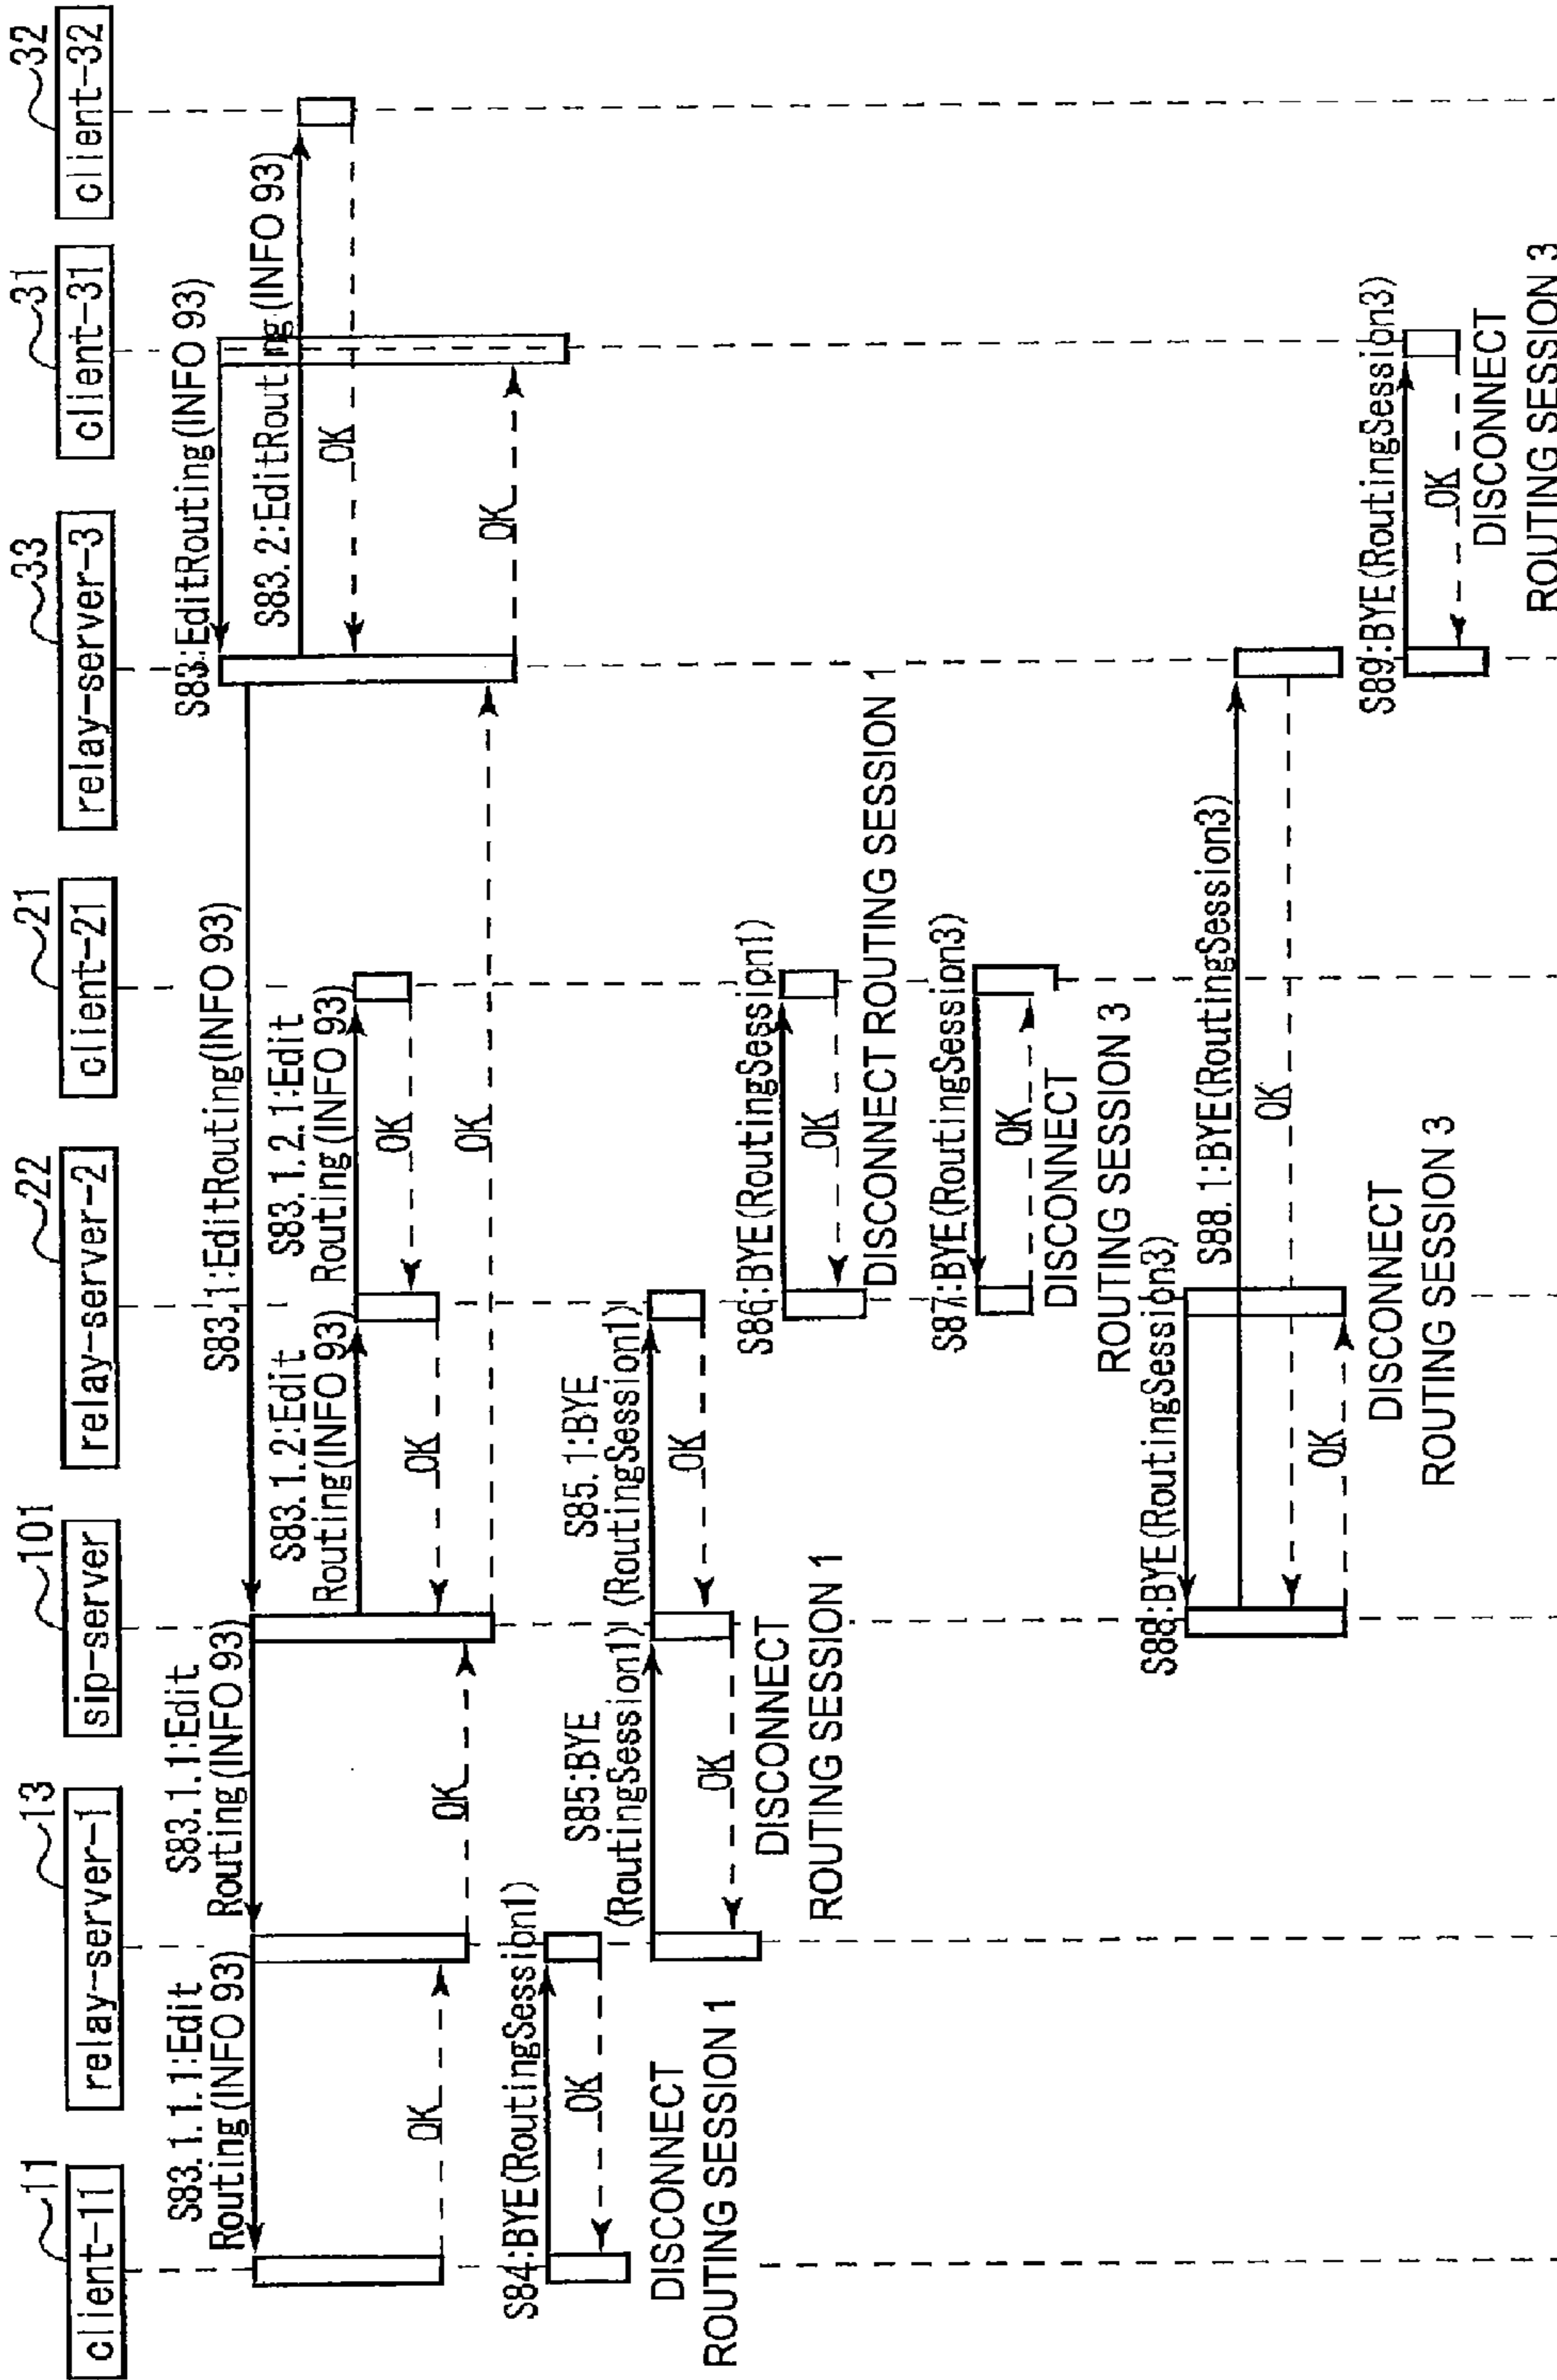 11
client-11
13
relay-server-1
101
sip-server
22
relay-server-2
21
client-21
33
relay-server-3
31
client-31
32
client-32
S83:EditRouting(INFO 93)
S83.1:EditRouting(INFO 93)
S83.2:EditRouting(INFO 93)
OK
S83.1.1:Edit
Routing(INFO 93)
S83.1.1.1:Edit
Routing(INFO 93)
S83.1.2:Edit
Routing(INFO 93)
S83.1.2.1:Edit
Routing(INFO 93)
OK
OK
OK
OK
OK
OK
S84:BYE(RoutingSession1)
OK
DISCONNECT
ROUTING SESSION 1
S85:BYE
(RoutingSession1)
S85.1:BYE
(RoutingSession1)
OK
OK
DISCONNECT
ROUTING SESSION 1
S86:BYE(RoutingSession1)
OK
DISCONNECT ROUTING SESSION 1
S87:BYE(RoutingSession3)
OK
DISCONNECT
ROUTING SESSION 3
S88:BYE(RoutingSession3)
S88.1:BYE(RoutingSession3)
OK
OK
DISCONNECT
ROUTING SESSION 3
S89:BYE(RoutingSession3)
OK
DISCONNECT
ROUTING SESSION 3